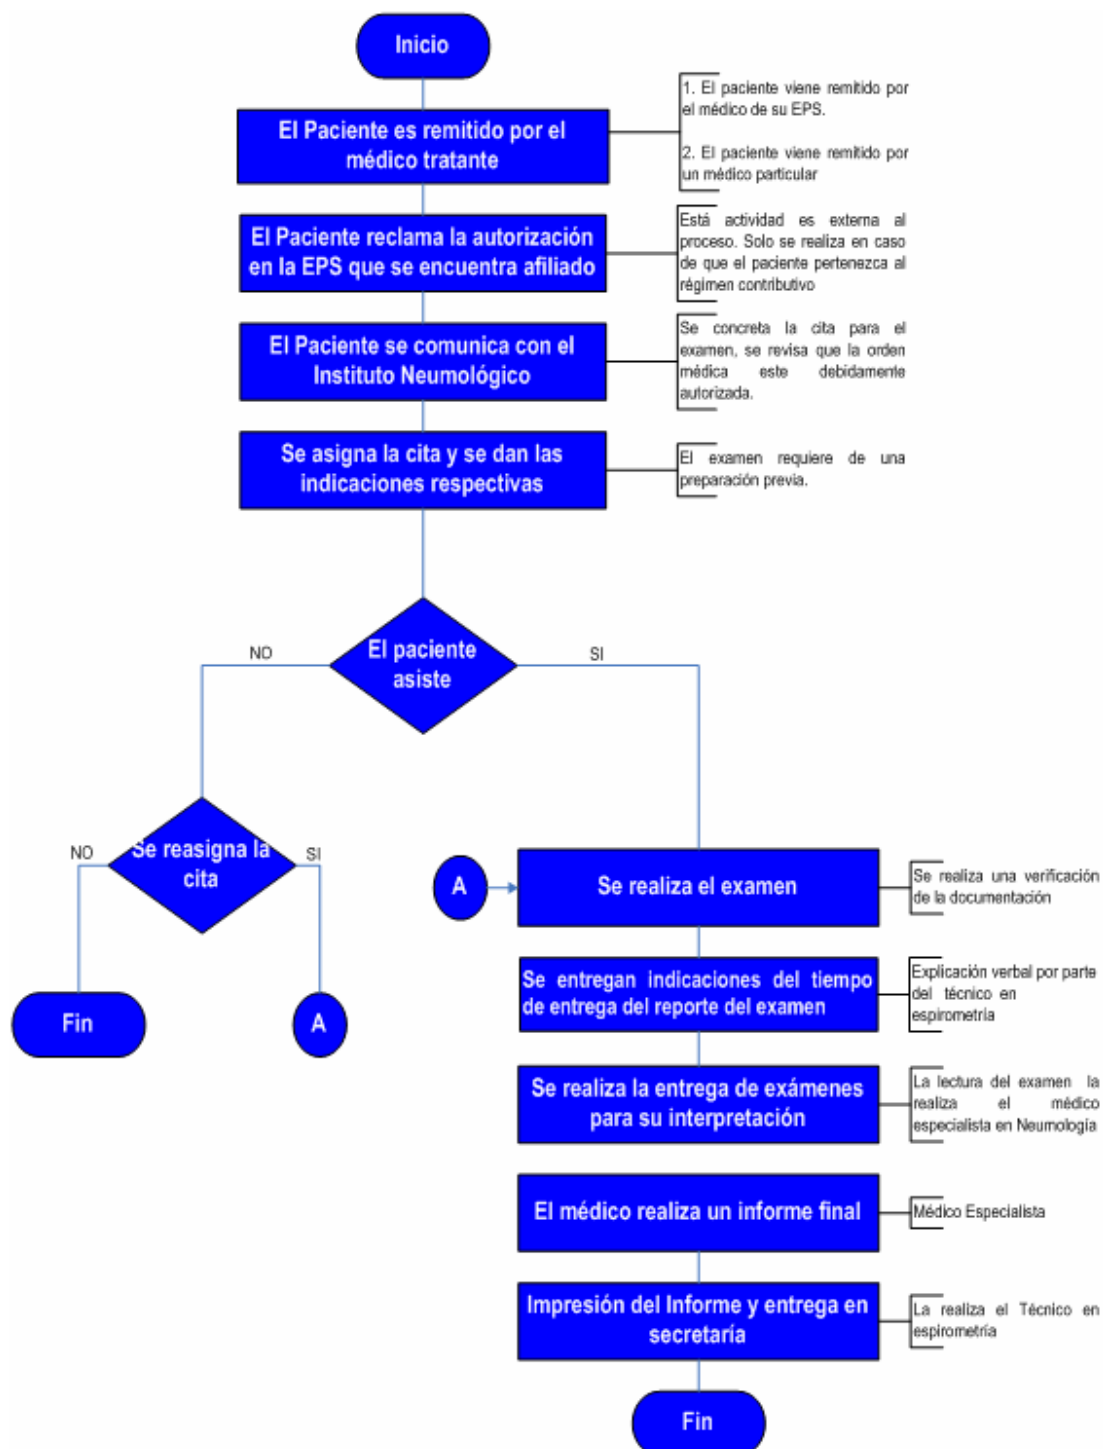 Inicio
El Paciente es remitido por el
médico tratante
1. El paciente viene remitido por
el médico de su EPS.
2. El paciente viene remitido por
un médico particular
El Paciente reclama la autorización
en la EPS que se encuentra afiliado
Está actividad es externa al
proceso. Solo se realiza en caso
de que el paciente pertenezca al
régimen contributivo
El Paciente se comunica con el
Instituto Neumológico
Se concreta la cita para el
examen, se revisa que la orden
médica este debidamente
autorizada.
Se asigna la cita y se dan las
indicaciones respectivas
El examen requiere de una
preparación previa.
El paciente
asiste
NO
SI
Se reasigna la
cita
NO
SI
Fin
A
A
Se realiza el examen
Se realiza una verificación
de la documentación
Se entregan indicaciones del tiempo
de entrega del reporte del examen
Explicación verbal por parte
del técnico en
espirometría
Se realiza la entrega de exámenes
para su interpretación
La lectura del examen la
realiza el médico
especialista en Neumología
El médico realiza un informe final
Médico Especialista
Impresión del Informe y entrega en
secretaría
La realiza el Técnico en
espirometría
Fin